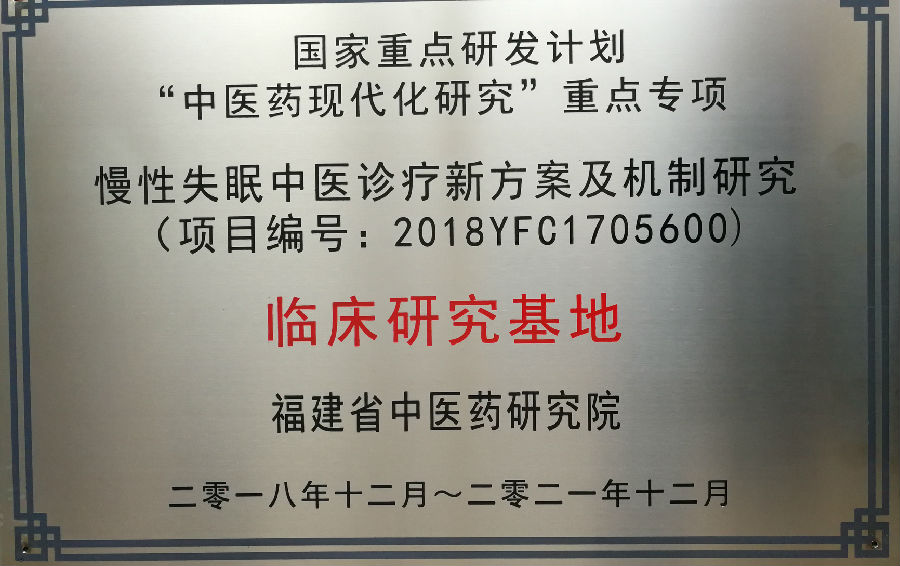 国家重点研发计划
“中医药现代化研究”重点专项
慢性失眠中医诊疗新方案及机制研究
（项目编号：2018YFC1705600）
临床研究基地
福建省中医药研究院
二零一八年十二月～二零二一年十二月